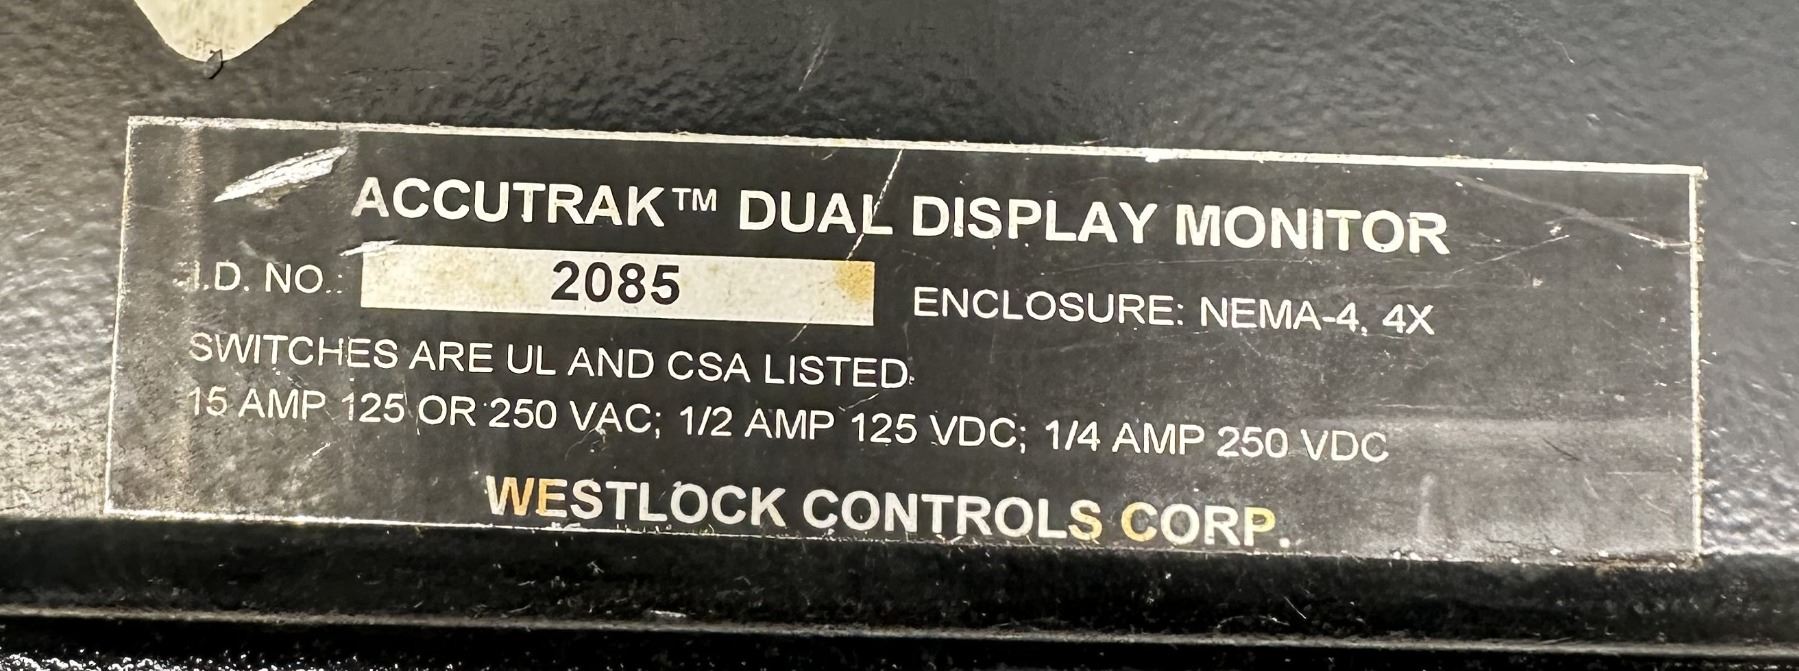 ACCUTRAK™ DUAL DISPLAY MONITOR
I.D. NO.: 2085 ENCLOSURE: NEMA-4, 4X
SWITCHES ARE UL AND CSA LISTED.
15 AMP 125 OR 250 VAC; 1/2 AMP 125 VDC; 1/4 AMP 250 VDC
WESTLOCK CONTROLS CORP.